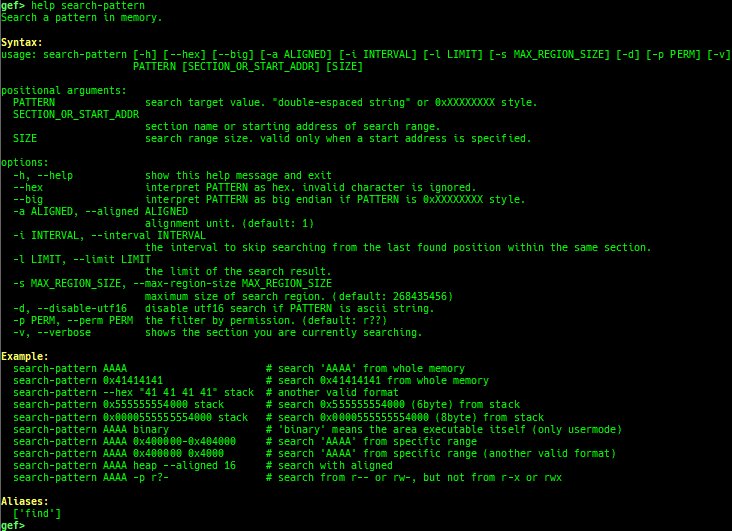 gef> help search-pattern
Search a pattern in memory.

Syntax:
usage: search-pattern [-h] [--hex] [--big] [-a ALIGNED] [-i INTERVAL] [-l LIMIT] [-s MAX_REGION_SIZE] [-d] [-p PERM] [-v]
                      PATTERN [SECTION_OR_START_ADDR] [SIZE]

positional arguments:
  PATTERN               search target value. "double-espaced string" or 0xXXXXXXXX style.
  SECTION_OR_START_ADDR
                        section name or starting address of search range.
  SIZE                  search range size. valid only when a start address is specified.

options:
  -h, --help            show this help message and exit
  --hex                 interpret PATTERN as hex. invalid character is ignored.
  --big                 interpret PATTERN as big endian if PATTERN is 0xXXXXXXXX style.
  -a ALIGNED, --aligned ALIGNED
                        alignment unit. (default: 1)
  -i INTERVAL, --interval INTERVAL
                        the interval to skip searching from the last found position within the same section.
  -l LIMIT, --limit LIMIT
                        the limit of the search result.
  -s MAX_REGION_SIZE, --max-region-size MAX_REGION_SIZE
                        maximum size of search region. (default: 268435456)
  -d, --disable-utf16   disable utf16 search if PATTERN is ascii string.
  -p PERM, --perm PERM  the filter by permission. (default: r??)
  -v, --verbose         shows the section you are currently searching.

Example:
  search-pattern AAAA                       # search 'AAAA' from whole memory
  search-pattern 0x41414141                 # search 0x41414141 from whole memory
  search-pattern --hex "41 41 41 41" stack  # another valid format
  search-pattern 0x555555554000 stack       # search 0x555555554000 (6byte) from stack
  search-pattern 0x0000555555554000 stack   # search 0x0000555555554000 (8byte) from stack
  search-pattern AAAA binary                # 'binary' means the area executable itself (only usermode)
  search-pattern AAAA 0x400000-0x404000     # search 'AAAA' from specific range
  search-pattern AAAA 0x400000 0x4000       # search 'AAAA' from specific range (another valid format)
  search-pattern AAAA heap --aligned 16     # search with aligned
  search-pattern AAAA -p r?-                # search from r-- or rw-, but not from r-x or rwx

Aliases:
  ['find']
gef>